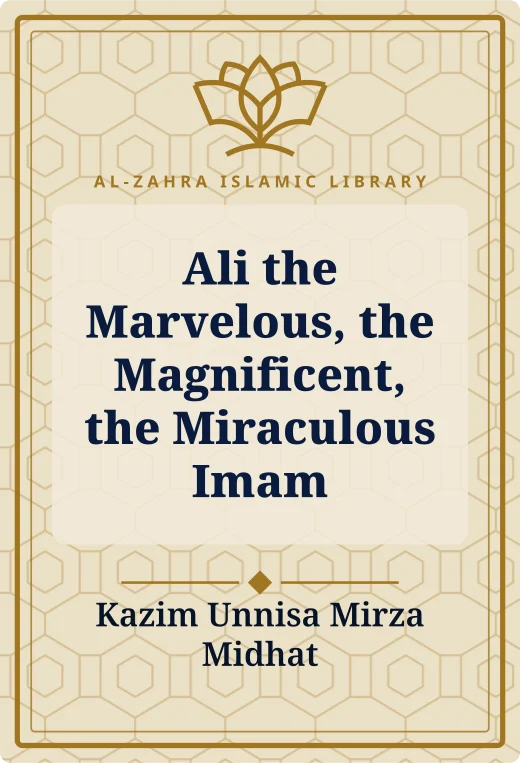 AL-ZAHRA ISLAMIC LIBRARY
Ali the
Marvelous, the
Magnificent,
the Miraculous
Imam
Kazim Unnisa Mirza
Midhat